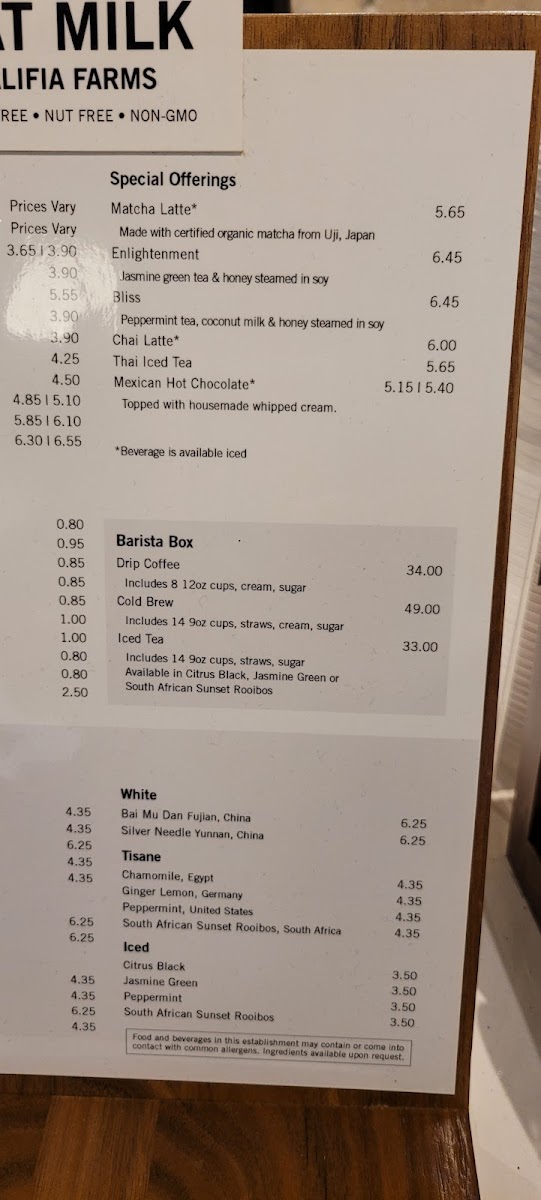 AT MILK
LIFIA FARMS
REE • NUT FREE • NON-GMO
Prices Vary
Prices Vary
3.65 | 3.90
3.90
5.55
3.90
3.90
4.25
4.50
4.85 | 5.10
5.85 | 6.10
6.30 | 6.55
0.80
0.95
0.85
0.85
0.85
1.00
1.00
0.80
0.80
2.50
Special Offerings
Matcha Latte* 5.65
Made with certified organic matcha from Uji, Japan
Enlightenment 6.45
Jasmine green tea & honey steamed in soy
Bliss 6.45
Peppermint tea, coconut milk & honey steamed in soy
Chai Latte* 6.00
Thai Iced Tea 5.65
Mexican Hot Chocolate* 5.15 | 5.40
Topped with housemade whipped cream.
*Beverage is available iced
Barista Box
Drip Coffee 34.00
Includes 8 12oz cups, cream, sugar
Cold Brew 49.00
Includes 14 9oz cups, straws, cream, sugar
Iced Tea 33.00
Includes 14 9oz cups, straws, sugar
Available in Citrus Black, Jasmine Green or
South African Sunset Rooibos
4.35
4.35
6.25
4.35
4.35
6.25
6.25
4.35
4.35
6.25
4.35
White
Bai Mu Dan Fujian, China 6.25
Silver Needle Yunnan, China 6.25
Tisane
Chamomile, Egypt 4.35
Ginger Lemon, Germany 4.35
Peppermint, United States 4.35
South African Sunset Rooibos, South Africa 4.35
Iced
Citrus Black 3.50
Jasmine Green 3.50
Peppermint 3.50
South African Sunset Rooibos 3.50
Food and beverages in this establishment may contain or come into
contact with common allergens. Ingredients available upon request.